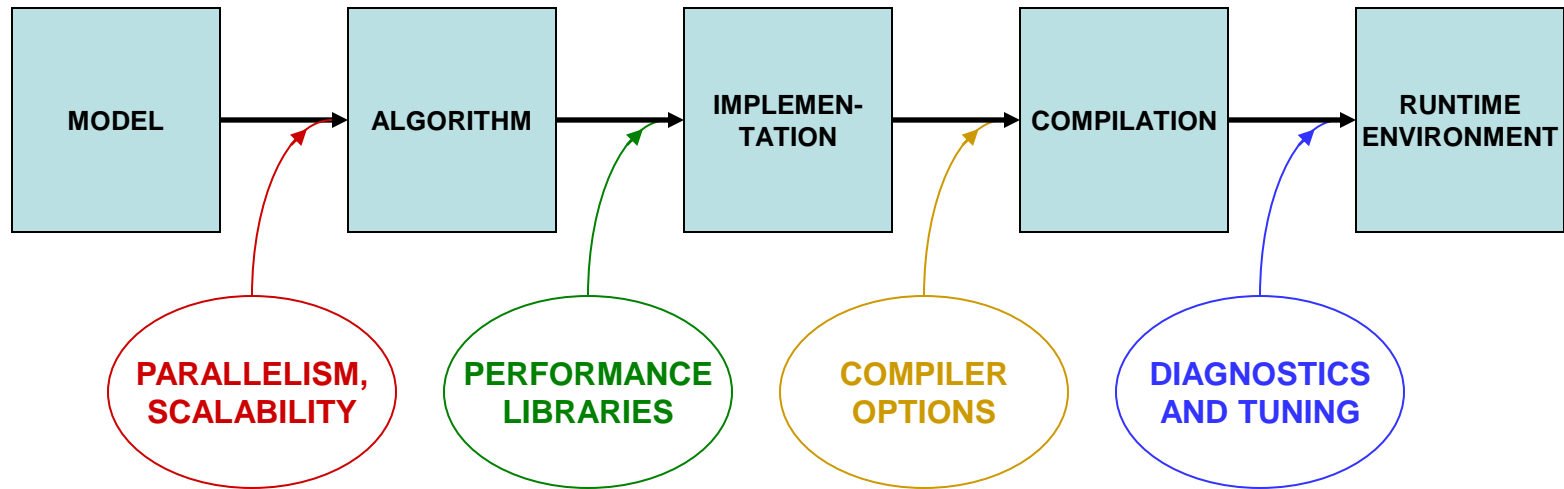 MODEL
ALGORITHM
IMPLEMEN-
TATION
COMPILATION
RUNTIME
ENVIRONMENT
PARALLELISM,
SCALABILITY
PERFORMANCE
LIBRARIES
COMPILER
OPTIONS
DIAGNOSTICS
AND TUNING